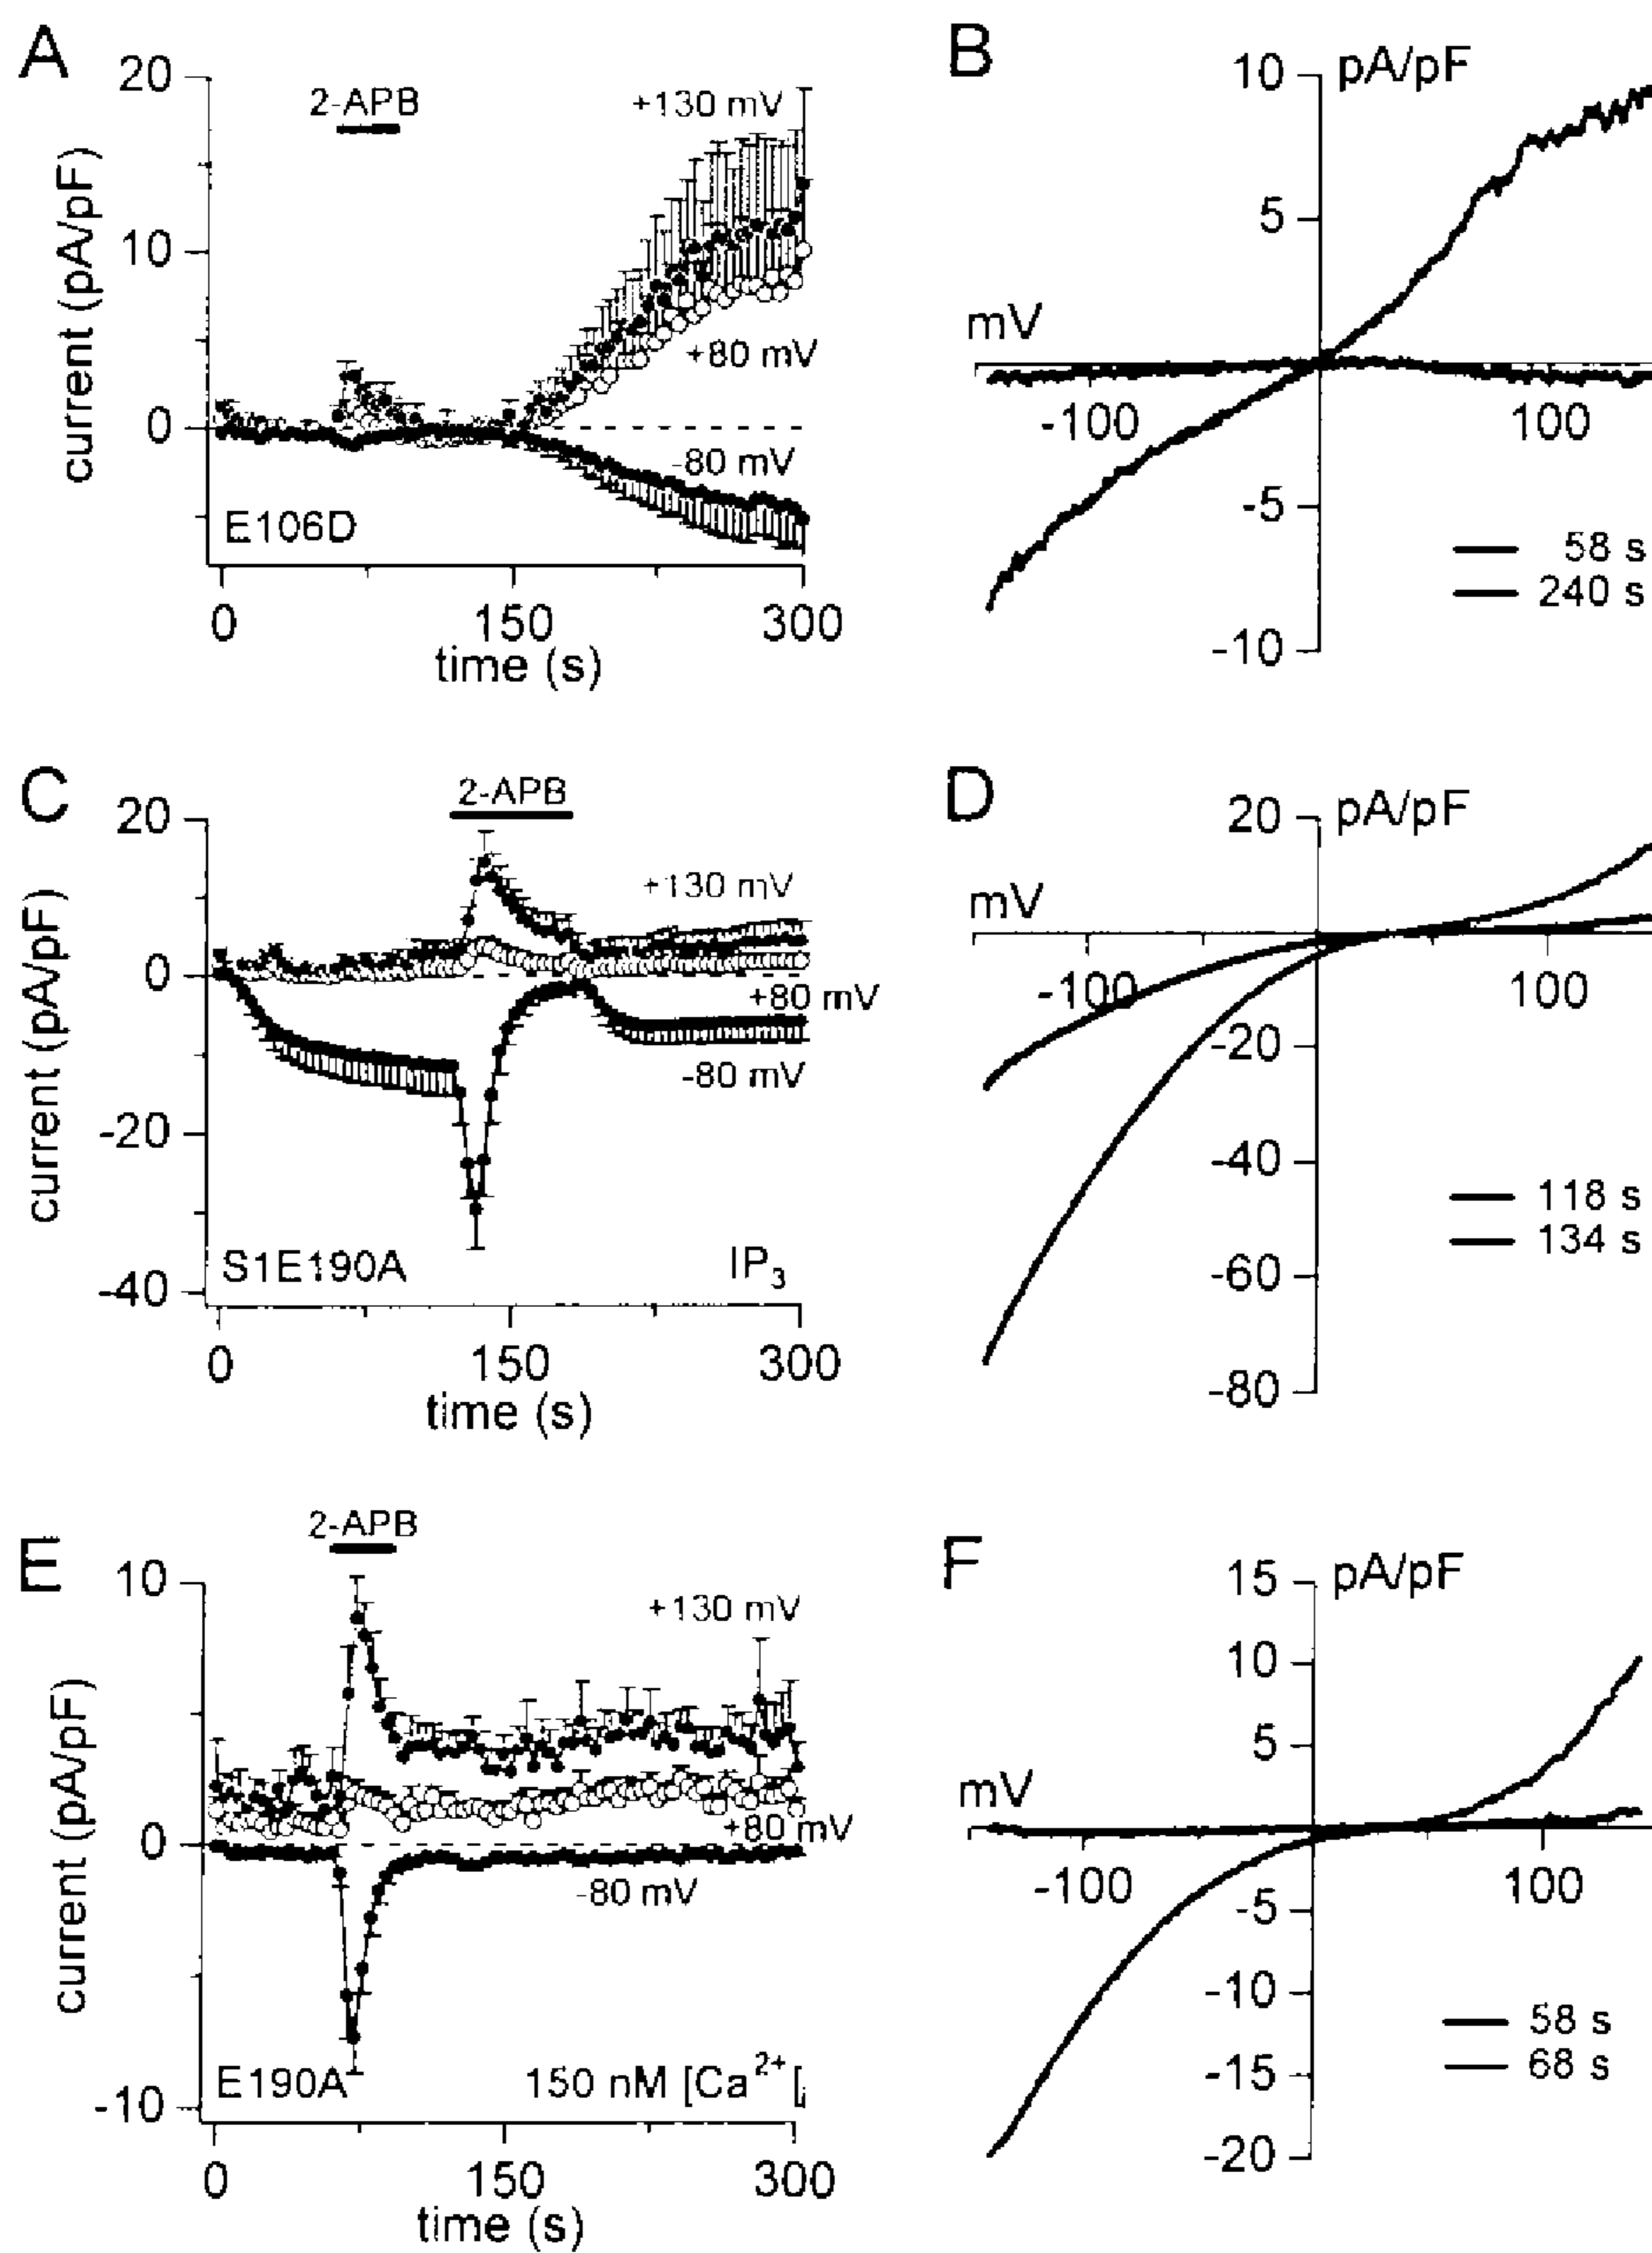 A
2-APB
+130 mV
20
10
0
current (pA/pF)
+80 mV
-80 mV
E106D
0 150 300
time (s)
B
10 pA/pF
5
mV
-100 100
-5
-10
58 s
240 s
C
2-APB
20
0
-20
-40
current (pA/pF)
+130 mV
+80 mV
-80 mV
S1E190A IP3
0 150 300
time (s)
D
20 pA/pF
mV
-100 100
-20
-40
-60
-80
118 s
134 s
E
2-APB
10
0
-10
current (pA/pF)
+130 mV
+80 mV
-80 mV
E190A 150 nM [Ca2+[i
0 150 300
time (s)
F
15 pA/pF
10
5
mV
-100 100
-5
-10
-15
-20
58 s
68 s